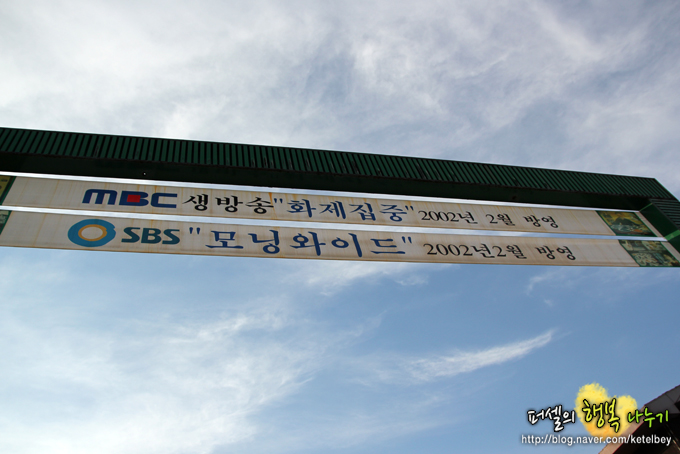 MBC 생방송"화제집중"2002년 2월 방영
SBS "모닝와이드" 2002년2월 방영
퍼셀의 행복 나누기
http://blog.naver.com/ketelbey